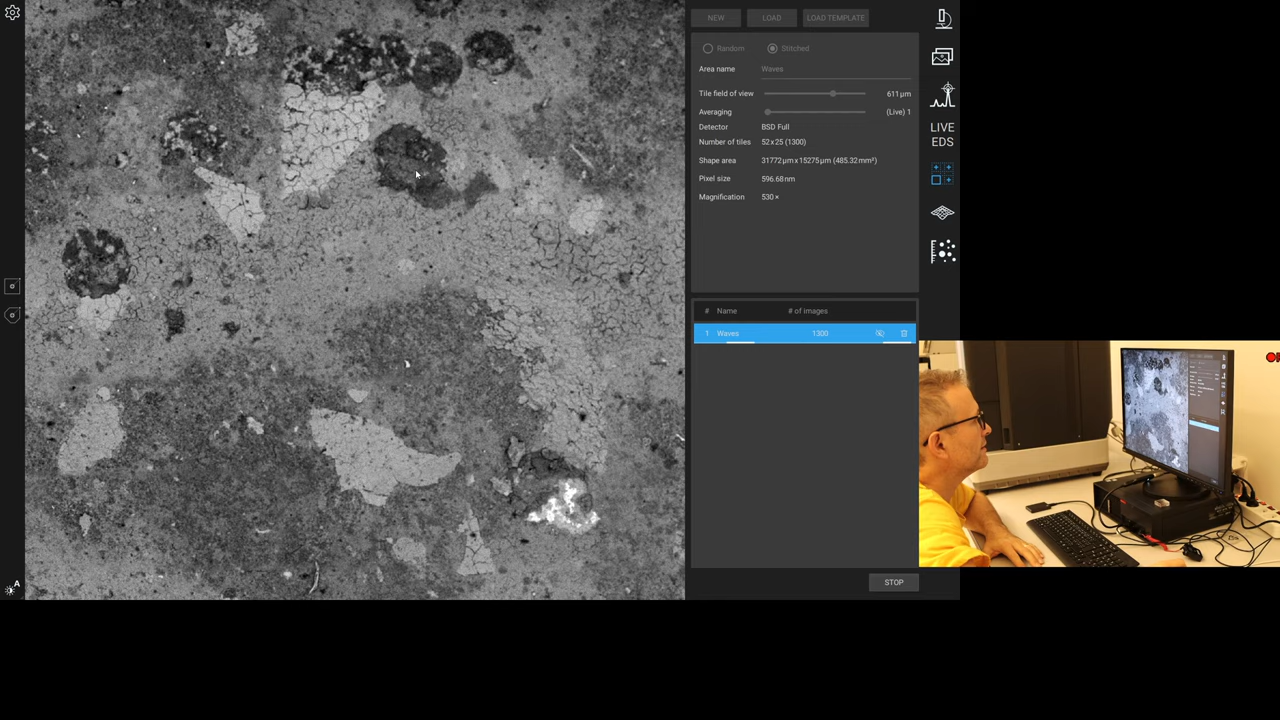 NEW LOAD LOAD TEMPLATE
Random Stitched
Area name Waves
Tile field of view 611 µm
Averaging (Live) 1
Detector BSD Full
Number of tiles 52 x 25 (1300)
Shape area 31772 µm x 15275 µm (485.32 mm²)
Pixel size 596.68 nm
Magnification 530 ×
LIVE
EDS
# Name # of images
1 Waves 1300
STOP
A